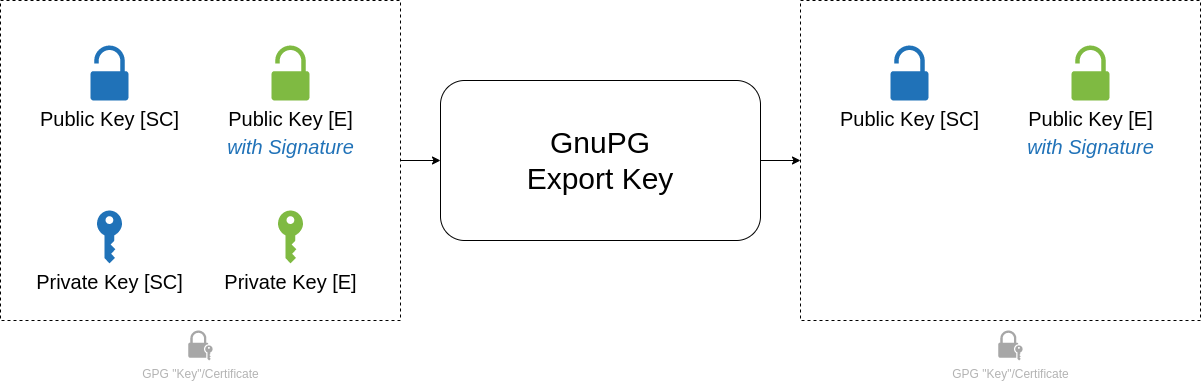 Public Key [SC]
Public Key [E]
with Signature
Private Key [SC]
Private Key [E]
GPG "Key"/Certificate
GnuPG
Export Key
Public Key [SC]
Public Key [E]
with Signature
GPG "Key"/Certificate